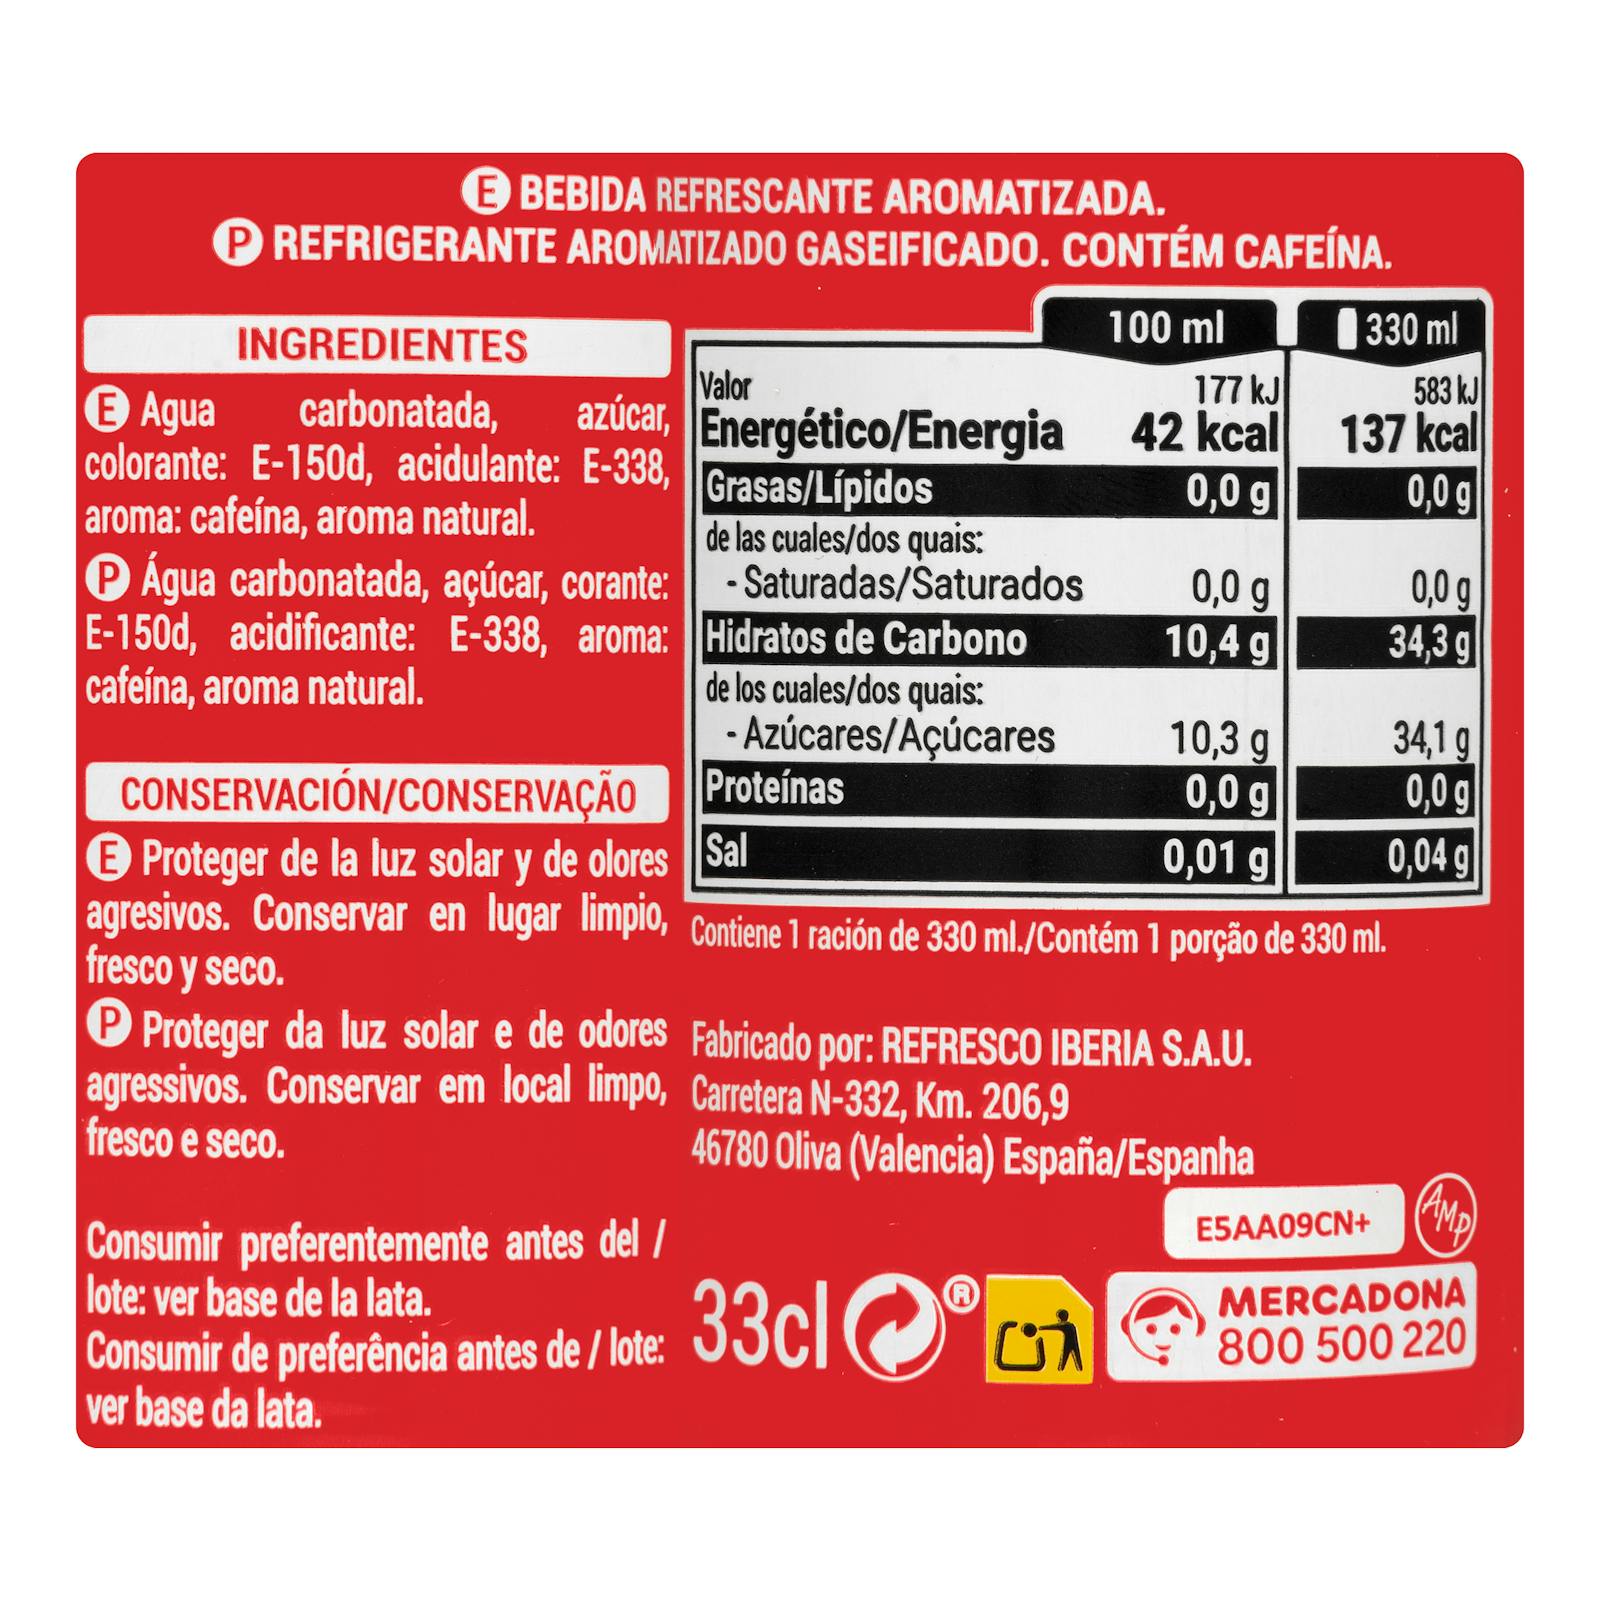 E BEBIDA REFRESCANTE AROMATIZADA.
P REFRIGERANTE AROMATIZADO GASEIFICADO. CONTÉM CAFEÍNA.
INGREDIENTES
E Agua carbonatada, azúcar,
colorante: E-150d, acidulante: E-338,
aroma: cafeína, aroma natural.
P Água carbonatada, açúcar, corante:
E-150d, acidificante: E-338, aroma:
cafeína, aroma natural.
CONSERVACIÓN/CONSERVAÇÃO
E Proteger de la luz solar y de olores
agresivos. Conservar en lugar limpio,
fresco y seco.
P Proteger da luz solar e de odores
agressivos. Conservar em local limpo,
fresco e seco.
Consumir preferentemente antes del /
lote: ver base de la lata.
Consumir de preferência antes de / lote:
ver base da lata.
100 ml 330 ml
Valor 177 kJ 583 kJ
Energético/Energia 42 kcal 137 kcal
Grasas/Lípidos 0,0 g 0,0 g
de las cuales/dos quais:
- Saturadas/Saturados 0,0 g 0,0 g
Hidratos de Carbono 10,4 g 34,3 g
de los cuales/dos quais:
- Azúcares/Açúcares 10,3 g 34,1 g
Proteínas 0,0 g 0,0 g
Sal 0,01 g 0,04 g
Contiene 1 ración de 330 ml./Contém 1 porção de 330 ml.
Fabricado por: REFRESCO IBERIA S.A.U.
Carretera N-332, Km. 206,9
46780 Oliva (Valencia) España/Espanha
E5AA09CN+ AMP
33cl ® MERCADONA
800 500 220